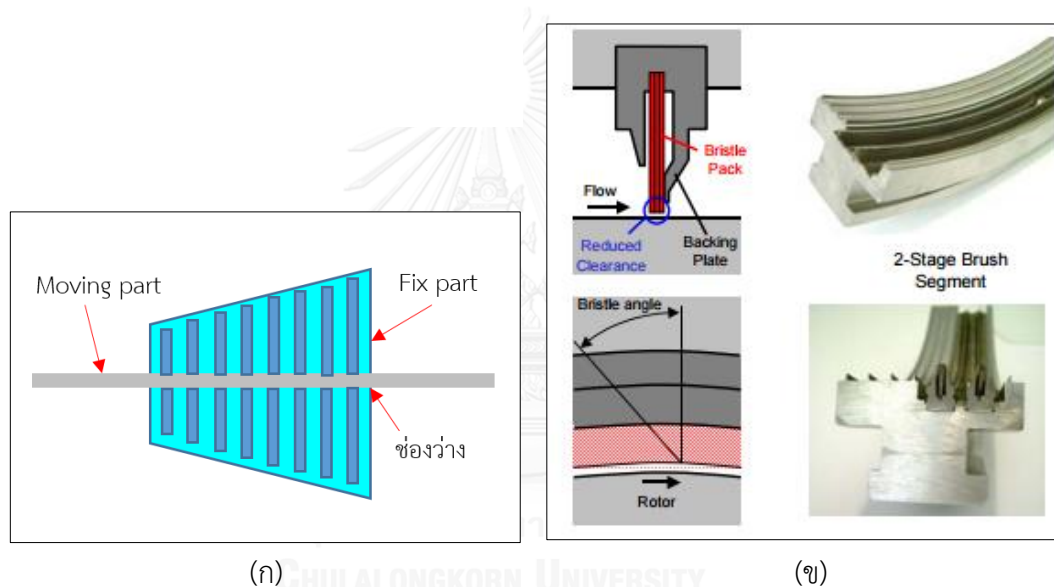 Moving part
Fix part
ช่องว่าง
(ก)
Bristle
Pack
Flow
Reduced
Clearance
Backing
Plate
Bristle angle
Rotor
2-Stage Brush
Segment
(ข)
CHULALONGKORN UNIVERSITY